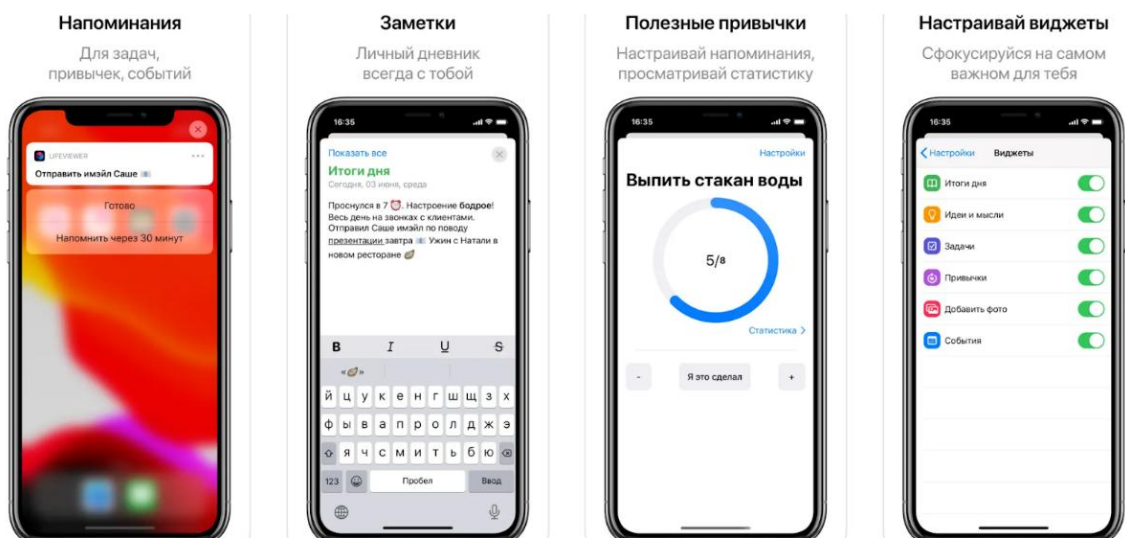 Напоминания
Для задач,
привычек, событий
LIFEVIEWER
Отправить имэйл Саше 📧
Готово
Напомнить через 30 минут
Заметки
Личный дневник
всегда с тобой
16:35
Показать все
Итоги дня
Сегодня, 03 июня, среда
Проснулся в 7 ⏰. Настроение бодрое!
Весь день на звонках с клиентами.
Отправил Саше имэйл по поводу
презентации завтра 📧 Ужин с Натали в
новом ресторане 🦪
B I U S
«🦪»
й ц у к е н г ш щ з х
ф ы в а п р о л д ж э
я ч с м и т ь б ю
123 Пробел Ввод
Полезные привычки
Настраивай напоминания,
просматривай статистику
16:35
Настройки
Выпить стакан воды
5/8
Статистика >
- Я это сделал +
Настраивай виджеты
Сфокусируйся на самом
важном для тебя
16:35
< Настройки Виджеты
Итоги дня
Идеи и мысли
Задачи
Привычки
Добавить фото
События